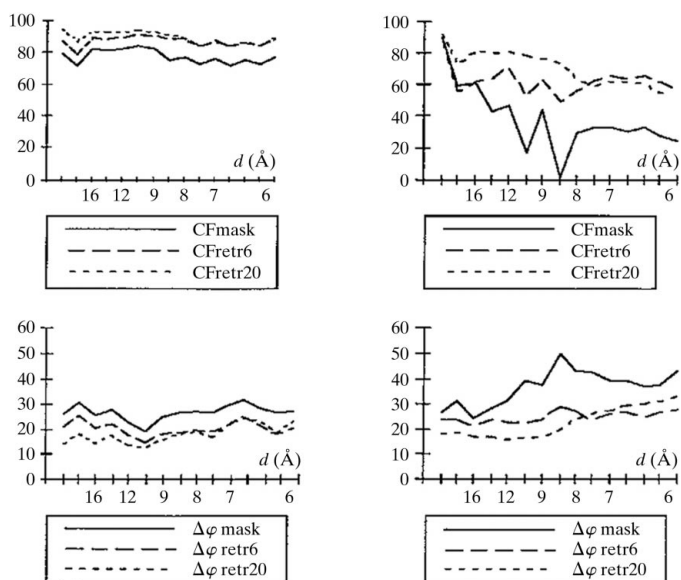 100
80
60
40
20
0
d (Å)
16 12 9 8 7 6
CFmask
CFretr6
CFretr20
100
80
60
40
20
0
d (Å)
16 12 9 8 7 6
CFmask
CFretr6
CFretr20
60
50
40
30
20
10
0
d (Å)
16 12 9 8 7 6
Δφ mask
Δφ retr6
Δφ retr20
60
50
40
30
20
10
0
d (Å)
16 12 9 8 7 6
Δφ mask
Δφ retr6
Δφ retr20